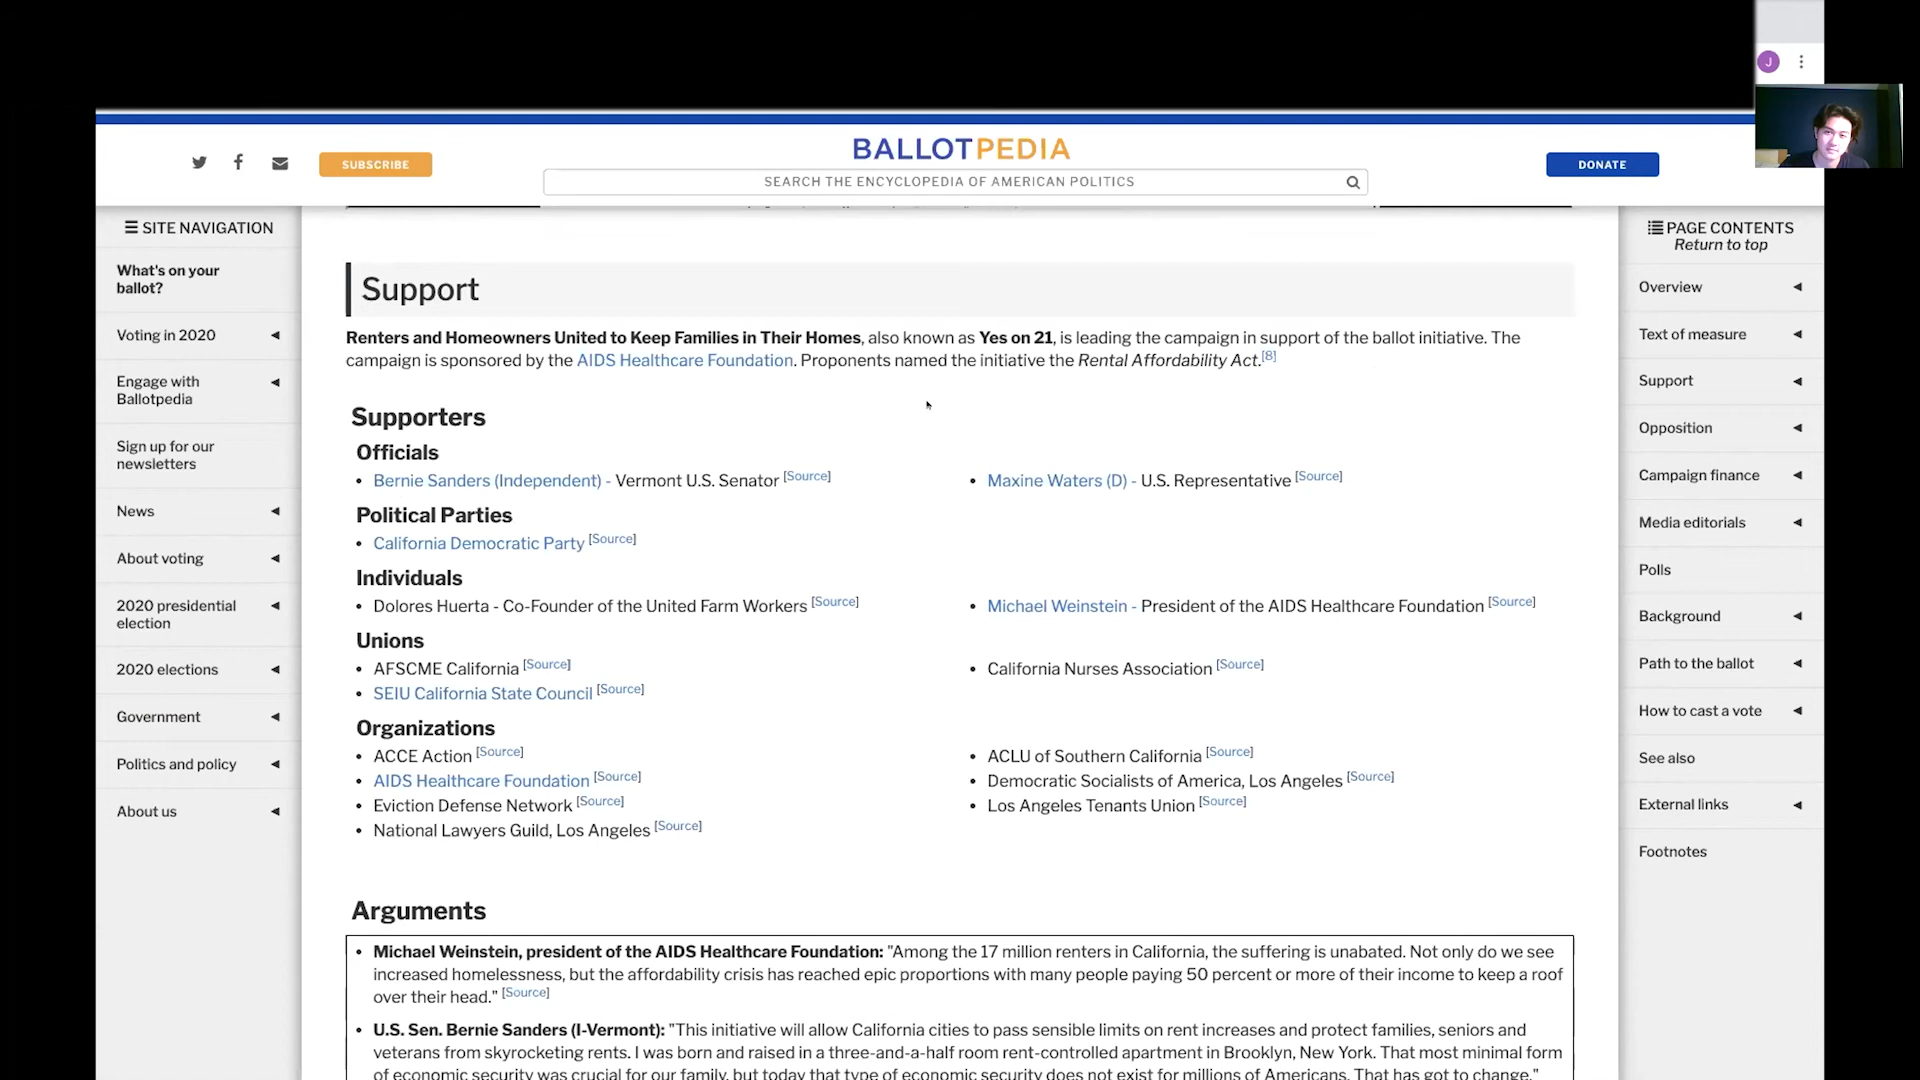 J
BALLOTPEDIA
SUBSCRIBE
SEARCH THE ENCYCLOPEDIA OF AMERICAN POLITICS
DONATE
SITE NAVIGATION
What's on your
ballot?
Voting in 2020
Engage with
Ballotpedia
Sign up for our
newsletters
News
About voting
2020 presidential
election
2020 elections
Government
Politics and policy
About us
Support
Renters and Homeowners United to Keep Families in Their Homes, also known as Yes on 21, is leading the campaign in support of the ballot initiative. The
campaign is sponsored by the AIDS Healthcare Foundation. Proponents named the initiative the Rental Affordability Act.[8]
Supporters
Officials
• Bernie Sanders (Independent) - Vermont U.S. Senator [Source]
• Maxine Waters (D) - U.S. Representative [Source]
Political Parties
• California Democratic Party [Source]
Individuals
• Dolores Huerta - Co-Founder of the United Farm Workers [Source]
• Michael Weinstein - President of the AIDS Healthcare Foundation [Source]
Unions
• AFSCME California [Source]
• SEIU California State Council [Source]
• California Nurses Association [Source]
Organizations
• ACCE Action [Source]
• AIDS Healthcare Foundation [Source]
• Eviction Defense Network [Source]
• National Lawyers Guild, Los Angeles [Source]
• ACLU of Southern California [Source]
• Democratic Socialists of America, Los Angeles [Source]
• Los Angeles Tenants Union [Source]
Arguments
• Michael Weinstein, president of the AIDS Healthcare Foundation: "Among the 17 million renters in California, the suffering is unabated. Not only do we see
increased homelessness, but the affordability crisis has reached epic proportions with many people paying 50 percent or more of their income to keep a roof
over their head." [Source]
• U.S. Sen. Bernie Sanders (I-Vermont): "This initiative will allow California cities to pass sensible limits on rent increases and protect families, seniors and
veterans from skyrocketing rents. I was born and raised in a three-and-a-half room rent-controlled apartment in Brooklyn, New York. That most minimal form
of economic security was crucial for our family, but today that type of economic security does not exist for millions of Americans. That has got to change."
PAGE CONTENTS
Return to top
Overview
Text of measure
Support
Opposition
Campaign finance
Media editorials
Polls
Background
Path to the ballot
How to cast a vote
See also
External links
Footnotes